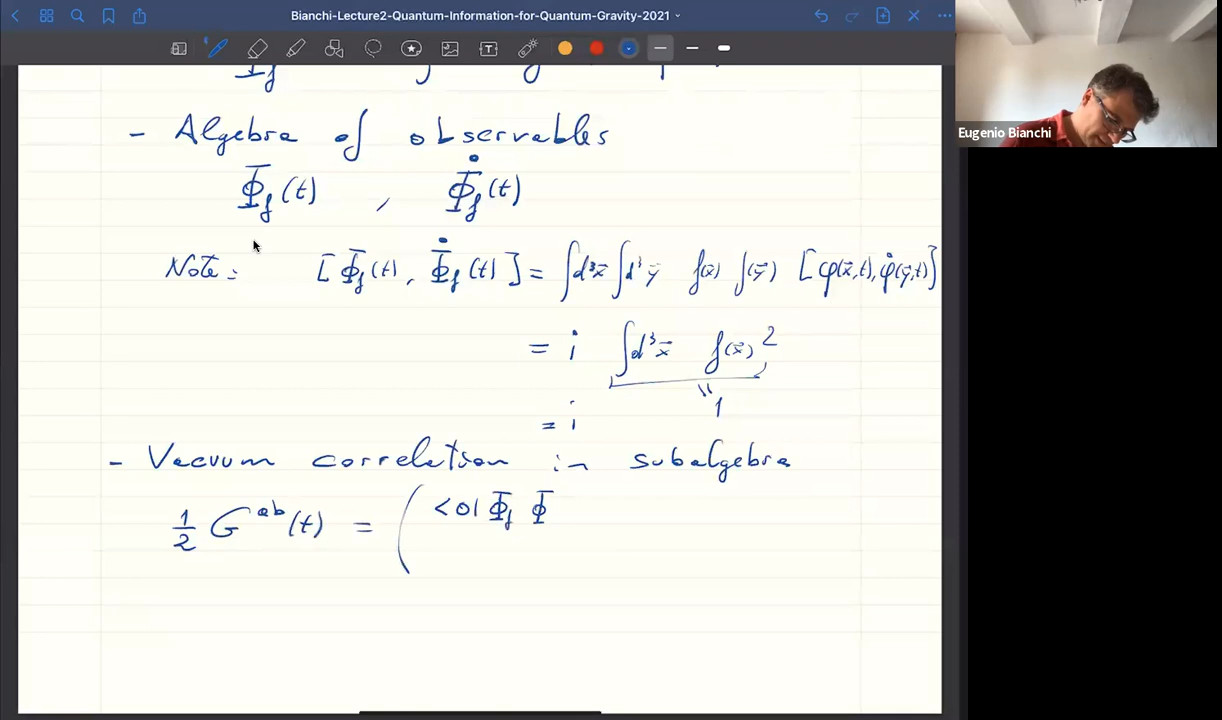 Bianchi-Lecture2-Quantum-Information-for-Quantum-Gravity-2021
Eugenio Bianchi
- Algebra of observables
Φ_f(t) , Φ̇_f(t)
Note: [Φ_f(t), Φ̇_f(t)] = ∫d³x⃗ ∫d³y⃗ f(x⃗) f(y⃗) [φ(x⃗,t), φ̇(y⃗,t)]
= i ∫d³x⃗ f(x⃗)²
" 1
= i
- Vacuum correlation in subalgebra
½ G^{ab}(t) = ( <0| Φ_f Φ